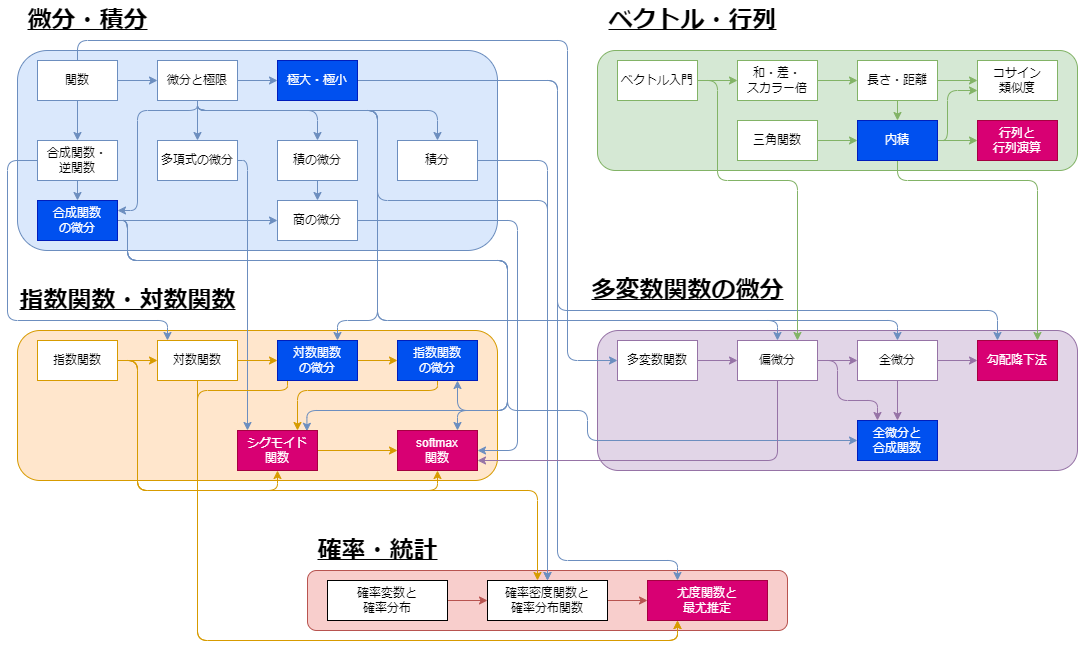 微分・積分
関数
微分と極限
極大・極小
合成関数・
逆関数
多項式の微分
積の微分
積分
合成関数
の微分
商の微分
ベクトル・行列
ベクトル入門
和・差・
スカラー倍
長さ・距離
コサイン
類似度
三角関数
内積
行列と
行列演算
指数関数・対数関数
指数関数
対数関数
対数関数
の微分
指数関数
の微分
シグモイド
関数
softmax
関数
多変数関数の微分
多変数関数
偏微分
全微分
勾配降下法
全微分と
合成関数
確率・統計
確率変数と
確率分布
確率密度関数と
確率分布関数
尤度関数と
最尤推定